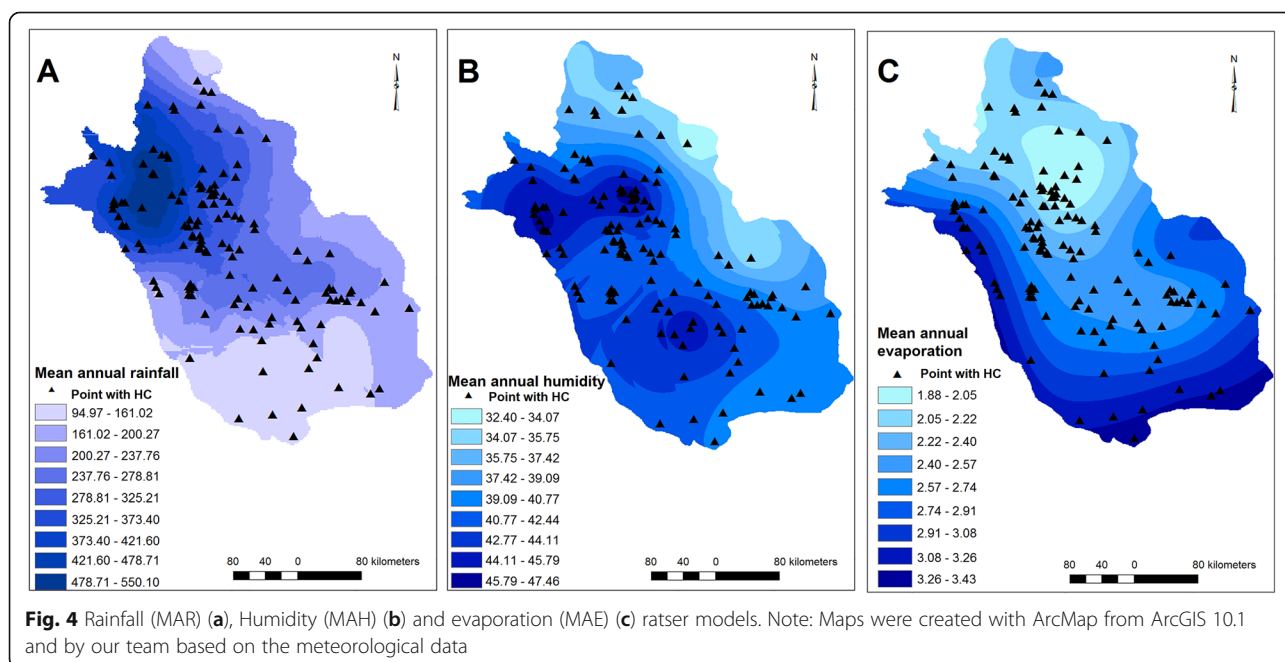 A
N
Mean annual rainfall
Point with HC
94.97 - 161.02
161.02 - 200.27
200.27 - 237.76
237.76 - 278.81
278.81 - 325.21
325.21 - 373.40
373.40 - 421.60
421.60 - 478.71
478.71 - 550.10
80 40 0 80 kilometers
B
N
Mean annual humidity
Point with HC
32.40 - 34.07
34.07 - 35.75
35.75 - 37.42
37.42 - 39.09
39.09 - 40.77
40.77 - 42.44
42.77 - 44.11
44.11 - 45.79
45.79 - 47.46
80 40 0 80 kilometers
C
N
Mean annual
evaporation
Point with HC
1.88 - 2.05
2.05 - 2.22
2.22 - 2.40
2.40 - 2.57
2.57 - 2.74
2.74 - 2.91
2.91 - 3.08
3.08 - 3.26
3.26 - 3.43
80 40 0 80 kilometers
Fig. 4 Rainfall (MAR) (a), Humidity (MAH) (b) and evaporation (MAE) (c) ratser models. Note: Maps were created with ArcMap from ArcGIS 10.1
and by our team based on the meteorological data